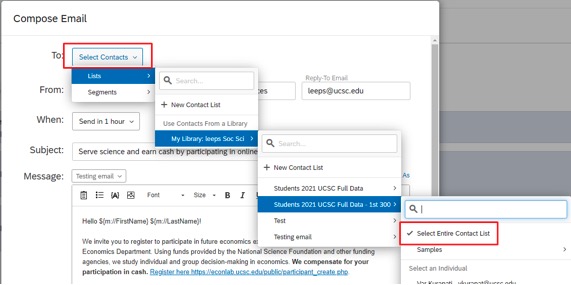 Compose Email
To:
Select Contacts
Lists
Segments
Search...
+ New Contact List
Use Contacts From a Library
My Library: leeps Soc Sci
From:
ces
Reply-To Email
leeps@ucsc.edu
When:
Send in 1 hour
Search...
+ New Contact List
Students 2021 UCSC Full Data
Students 2021 UCSC Full Data - 1st 300
Test
Testing email
Subject:
Serve science and earn cash by participating in online
Message:
Testing email
As
Font
Size
B I
Select Entire Contact List
Samples
Select an Individual
Hello ${m://FirstName} ${m://LastName}!
We invite you to register to participate in future economics ex
Economics Department. Using funds provided by the National Science Foundation and other funding
agencies, we study individual and group decision-making in economics. We compensate for your
participation in cash. Register here https://econlab.ucsc.edu/public/participant_create.php.